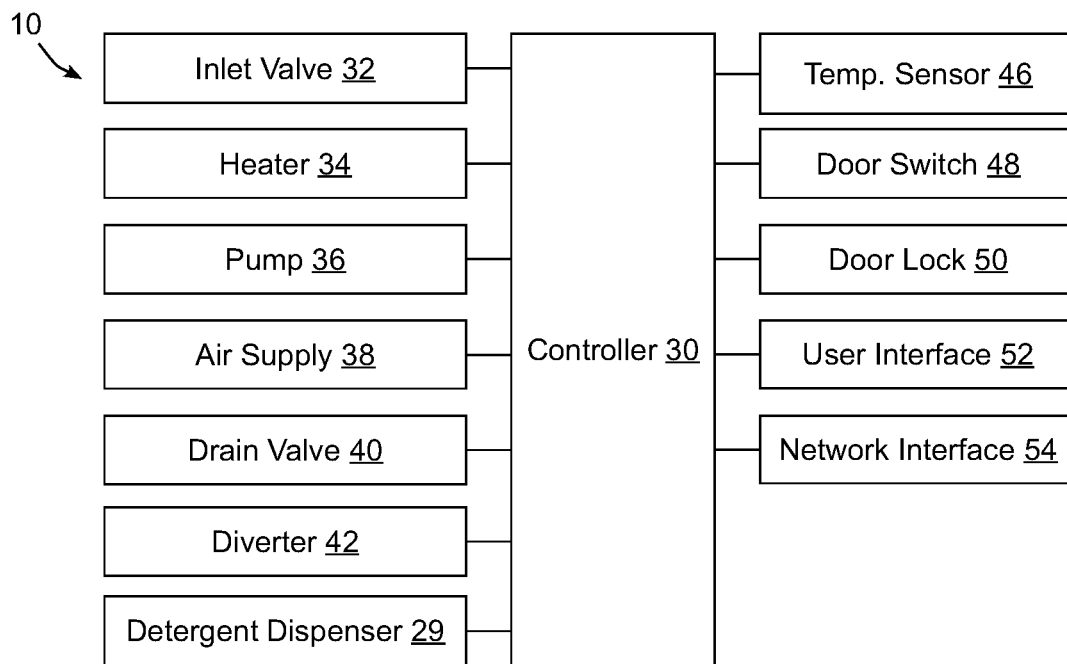 10
Inlet Valve 32
Heater 34
Pump 36
Air Supply 38
Drain Valve 40
Diverter 42
Detergent Dispenser 29
Controller 30
Temp. Sensor 46
Door Switch 48
Door Lock 50
User Interface 52
Network Interface 54